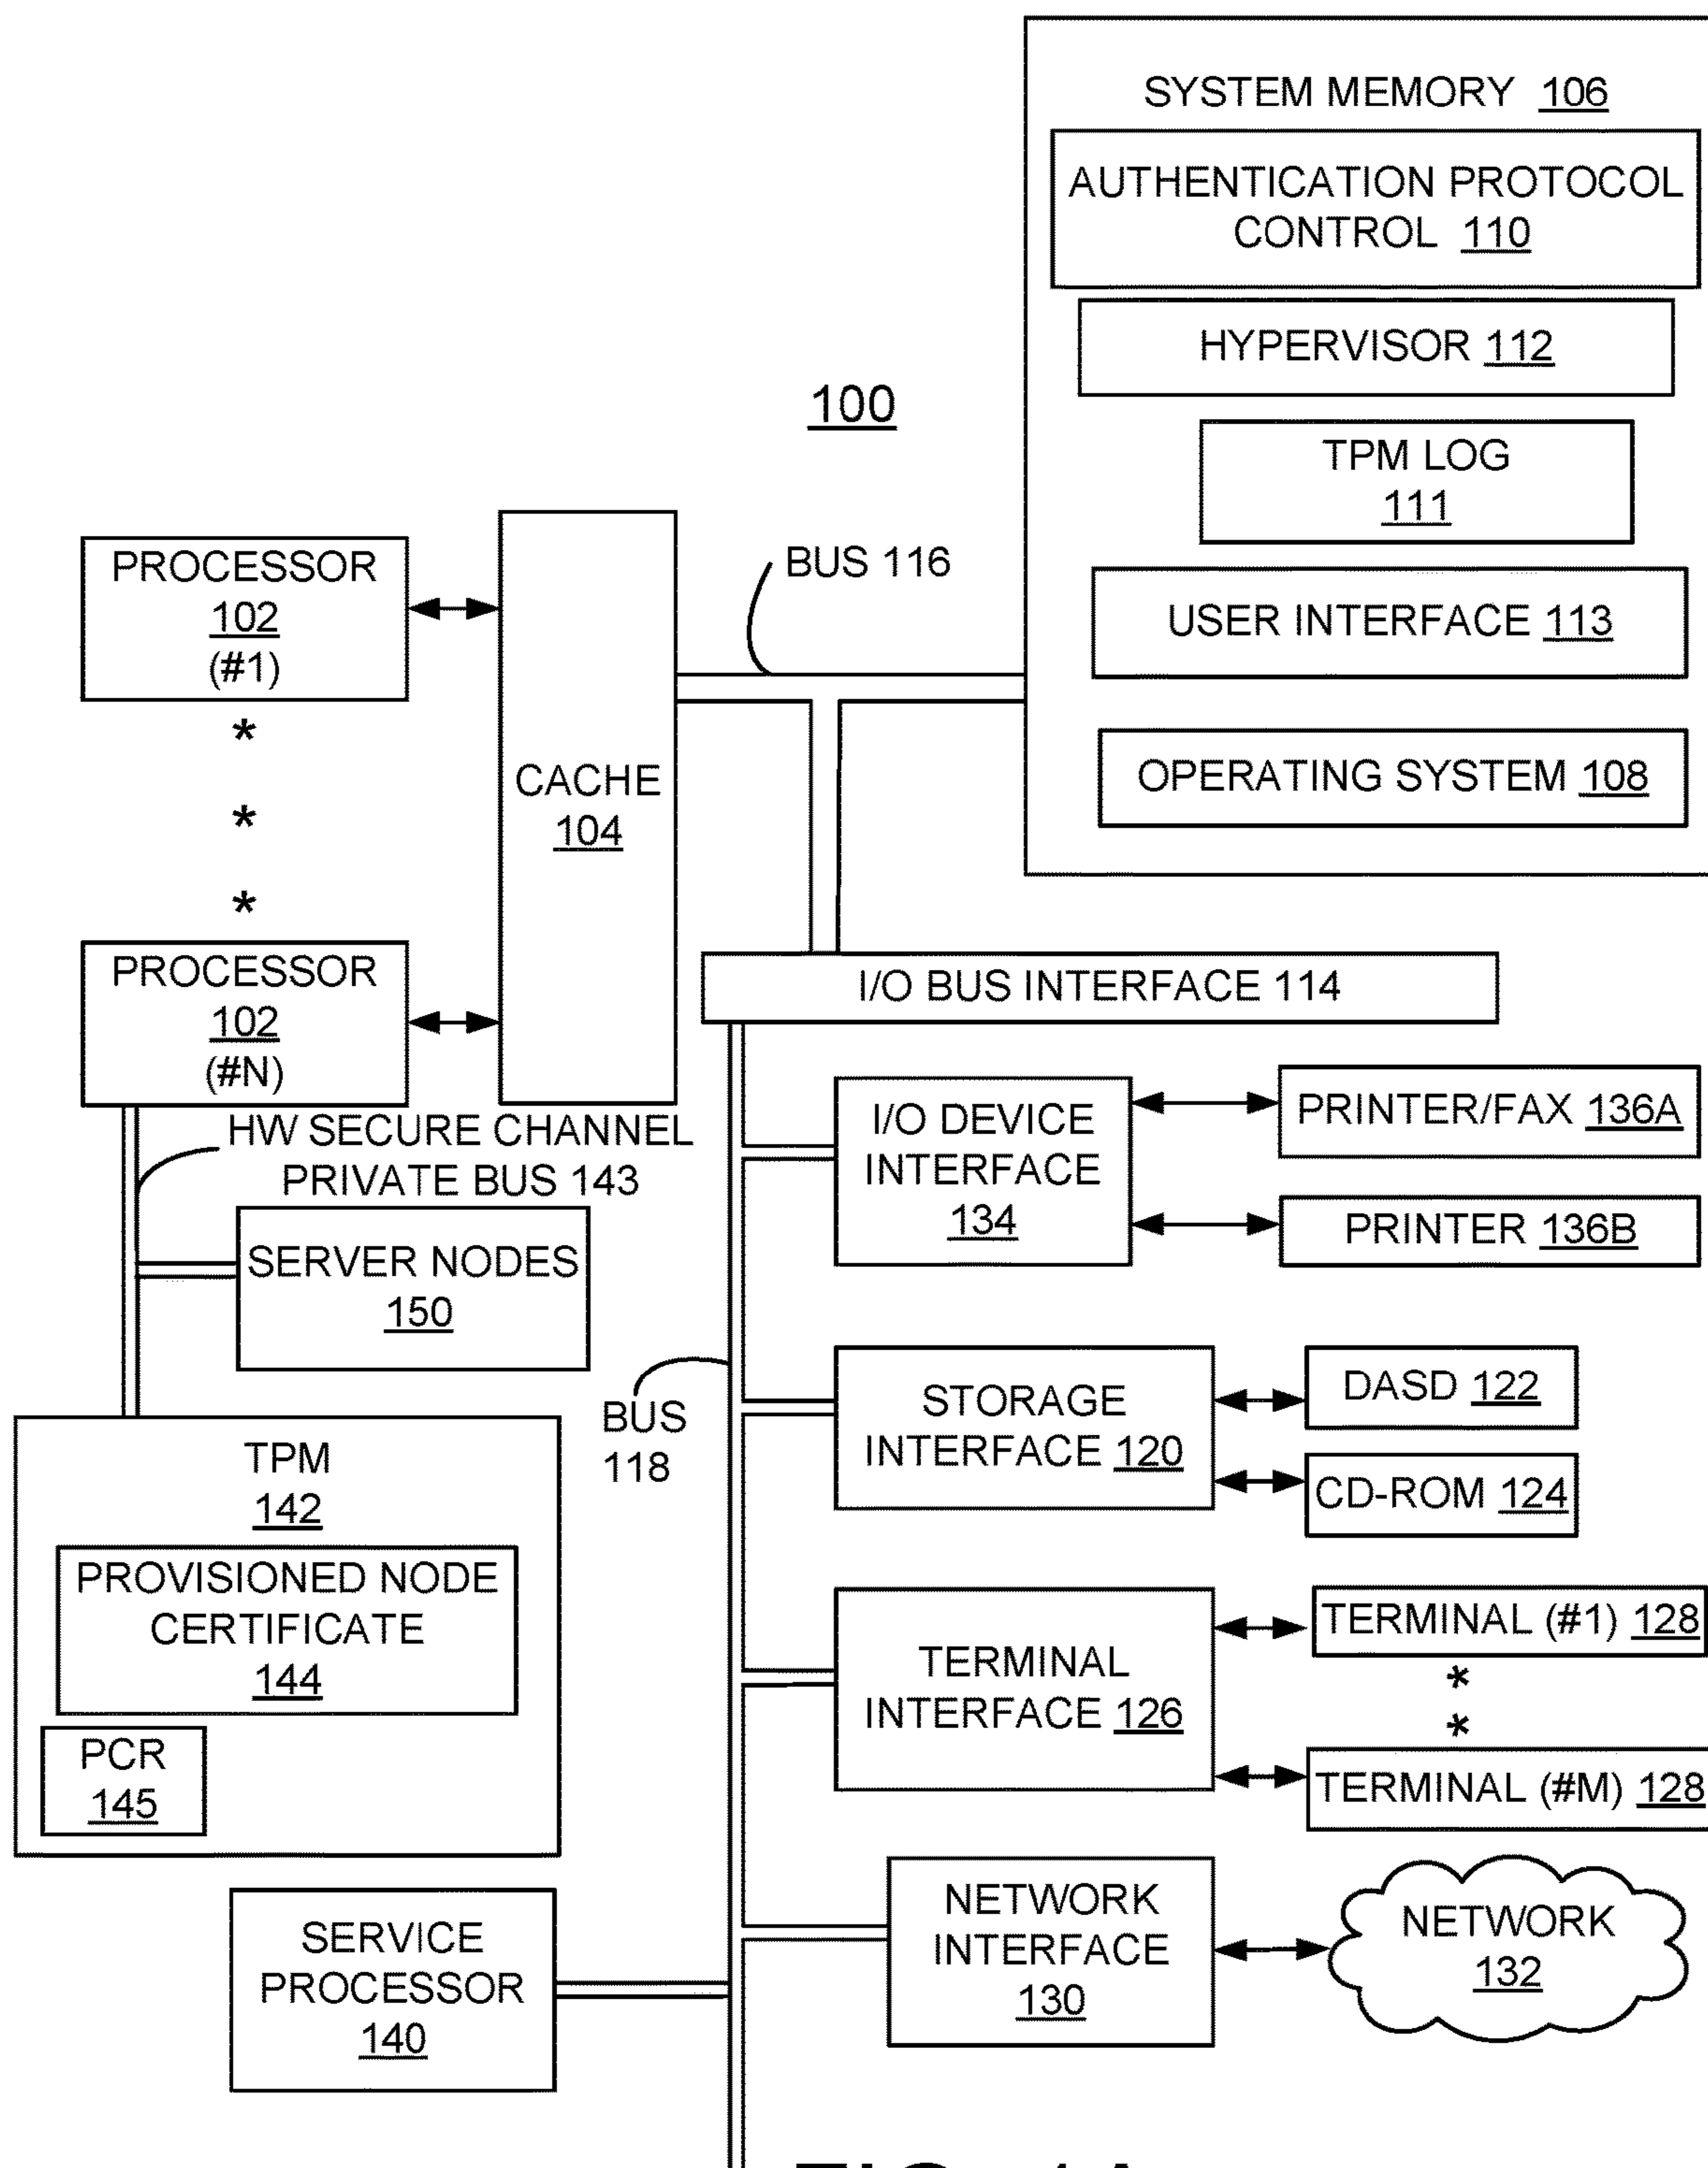 SYSTEM MEMORY 106
AUTHENTICATION PROTOCOL
CONTROL 110
HYPERVISOR 112
TPM LOG
111
USER INTERFACE 113
OPERATING SYSTEM 108
100
BUS 116
PROCESSOR
102
(#1)
*
*
*
PROCESSOR
102
(#N)
CACHE
104
I/O BUS INTERFACE 114
HW SECURE CHANNEL
PRIVATE BUS 143
SERVER NODES
150
I/O DEVICE
INTERFACE
134
PRINTER/FAX 136A
PRINTER 136B
BUS
118
STORAGE
INTERFACE 120
DASD 122
CD-ROM 124
TPM
142
PROVISIONED NODE
CERTIFICATE
144
PCR
145
TERMINAL
INTERFACE 126
TERMINAL (#1) 128
*
*
TERMINAL (#M) 128
SERVICE
PROCESSOR
140
NETWORK
INTERFACE
130
NETWORK
132